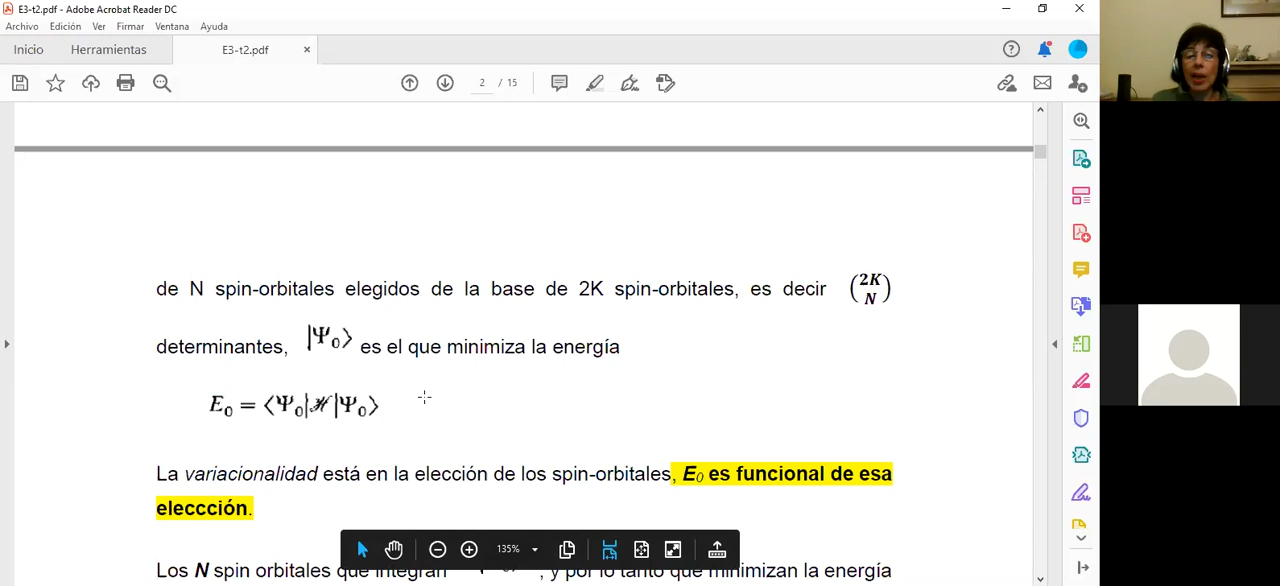 E3-t2.pdf - Adobe Acrobat Reader DC
Archivo Edición Ver Firmar Ventana Ayuda
Inicio Herramientas E3-t2.pdf ×
2 / 15
de N spin-orbitales elegidos de la base de 2K spin-orbitales, es decir (2K N)
determinantes, |Ψ₀⟩ es el que minimiza la energía
E₀ = ⟨Ψ₀|ℋ|Ψ₀⟩
La variacionalidad está en la elección de los spin-orbitales, E₀ es funcional de esa
eleccción.
135%
Los N spin orbitales que integran , y por lo tanto que minimizan la energía